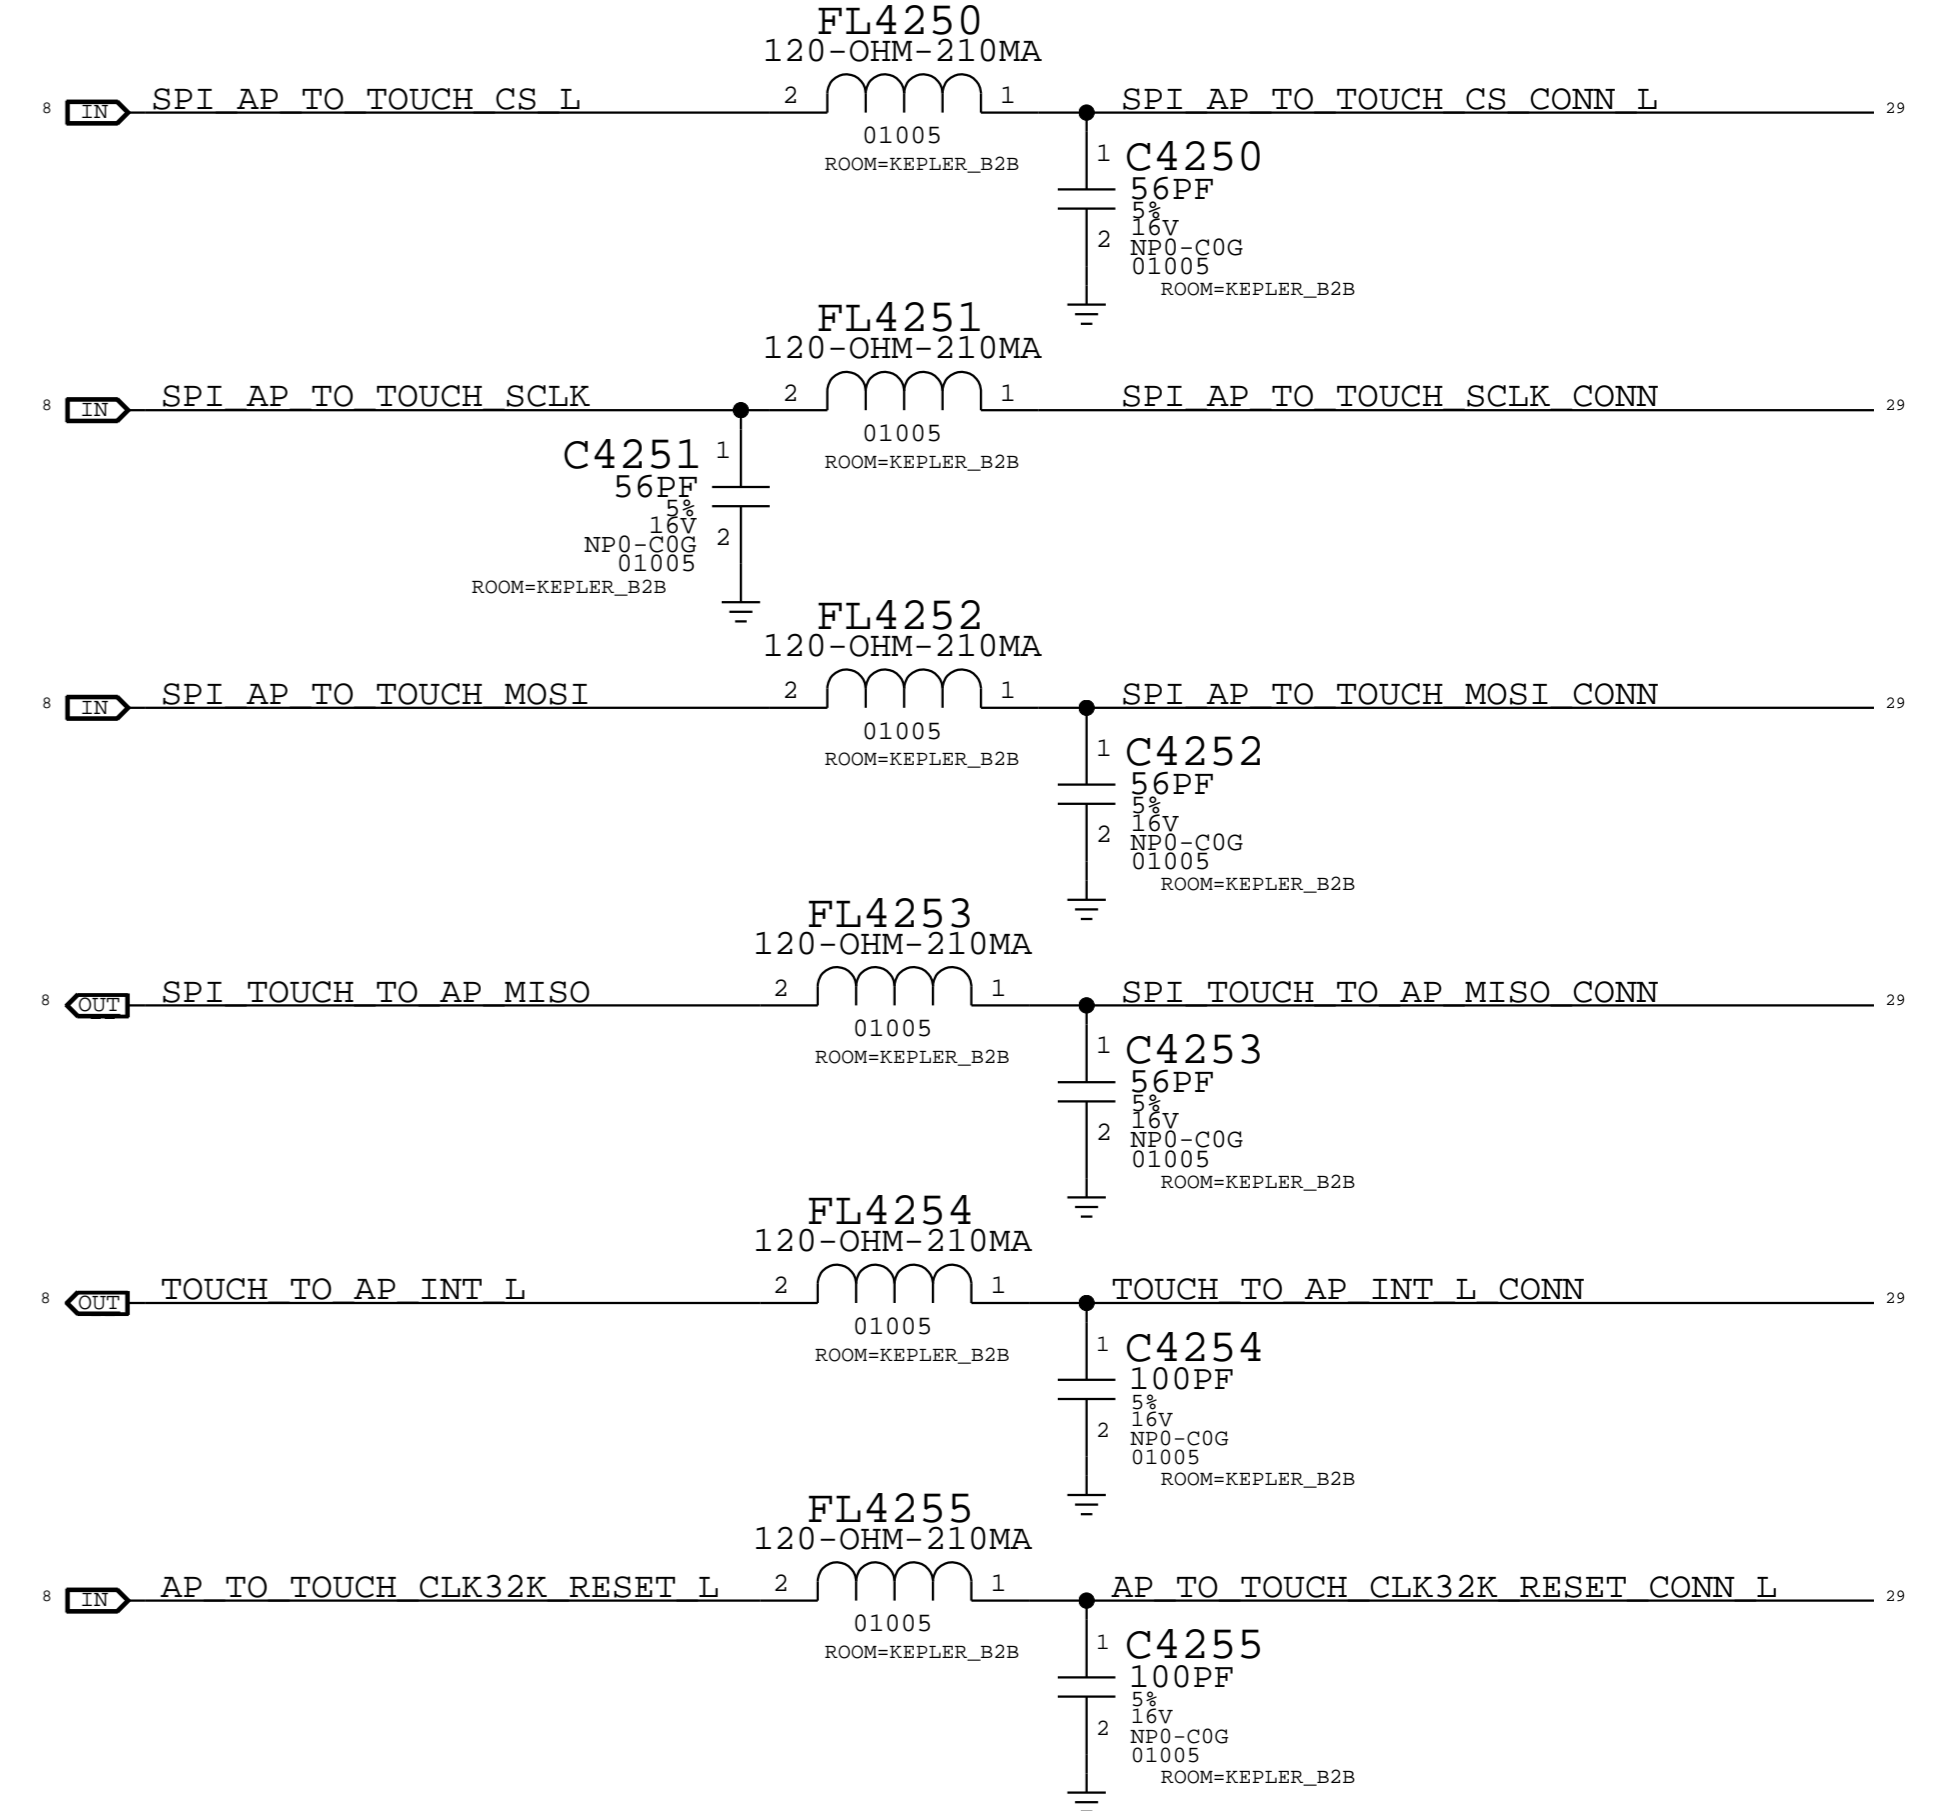 FL4250
120-OHM-210MA
8 IN SPI_AP_TO_TOUCH_CS_L 2 1 SPI_AP_TO_TOUCH_CS_CONN_L 29
01005
ROOM=KEPLER_B2B
1 C4250
56PF
5%
16V
2 NP0-C0G
01005
ROOM=KEPLER_B2B
FL4251
120-OHM-210MA
8 IN SPI_AP_TO_TOUCH_SCLK 2 1 SPI_AP_TO_TOUCH_SCLK_CONN 29
01005
ROOM=KEPLER_B2B
C4251 1
56PF
5%
16V
NP0-C0G 2
01005
ROOM=KEPLER_B2B
FL4252
120-OHM-210MA
8 IN SPI_AP_TO_TOUCH_MOSI 2 1 SPI_AP_TO_TOUCH_MOSI_CONN 29
01005
ROOM=KEPLER_B2B
1 C4252
56PF
5%
16V
2 NP0-C0G
01005
ROOM=KEPLER_B2B
FL4253
120-OHM-210MA
8 OUT SPI_TOUCH_TO_AP_MISO 2 1 SPI_TOUCH_TO_AP_MISO_CONN 29
01005
ROOM=KEPLER_B2B
1 C4253
56PF
5%
16V
2 NP0-C0G
01005
ROOM=KEPLER_B2B
FL4254
120-OHM-210MA
8 OUT TOUCH_TO_AP_INT_L 2 1 TOUCH_TO_AP_INT_L_CONN 29
01005
ROOM=KEPLER_B2B
1 C4254
100PF
5%
16V
2 NP0-C0G
01005
ROOM=KEPLER_B2B
FL4255
120-OHM-210MA
8 IN AP_TO_TOUCH_CLK32K_RESET_L 2 1 AP_TO_TOUCH_CLK32K_RESET_CONN_L 29
01005
ROOM=KEPLER_B2B
1 C4255
100PF
5%
16V
2 NP0-C0G
01005
ROOM=KEPLER_B2B